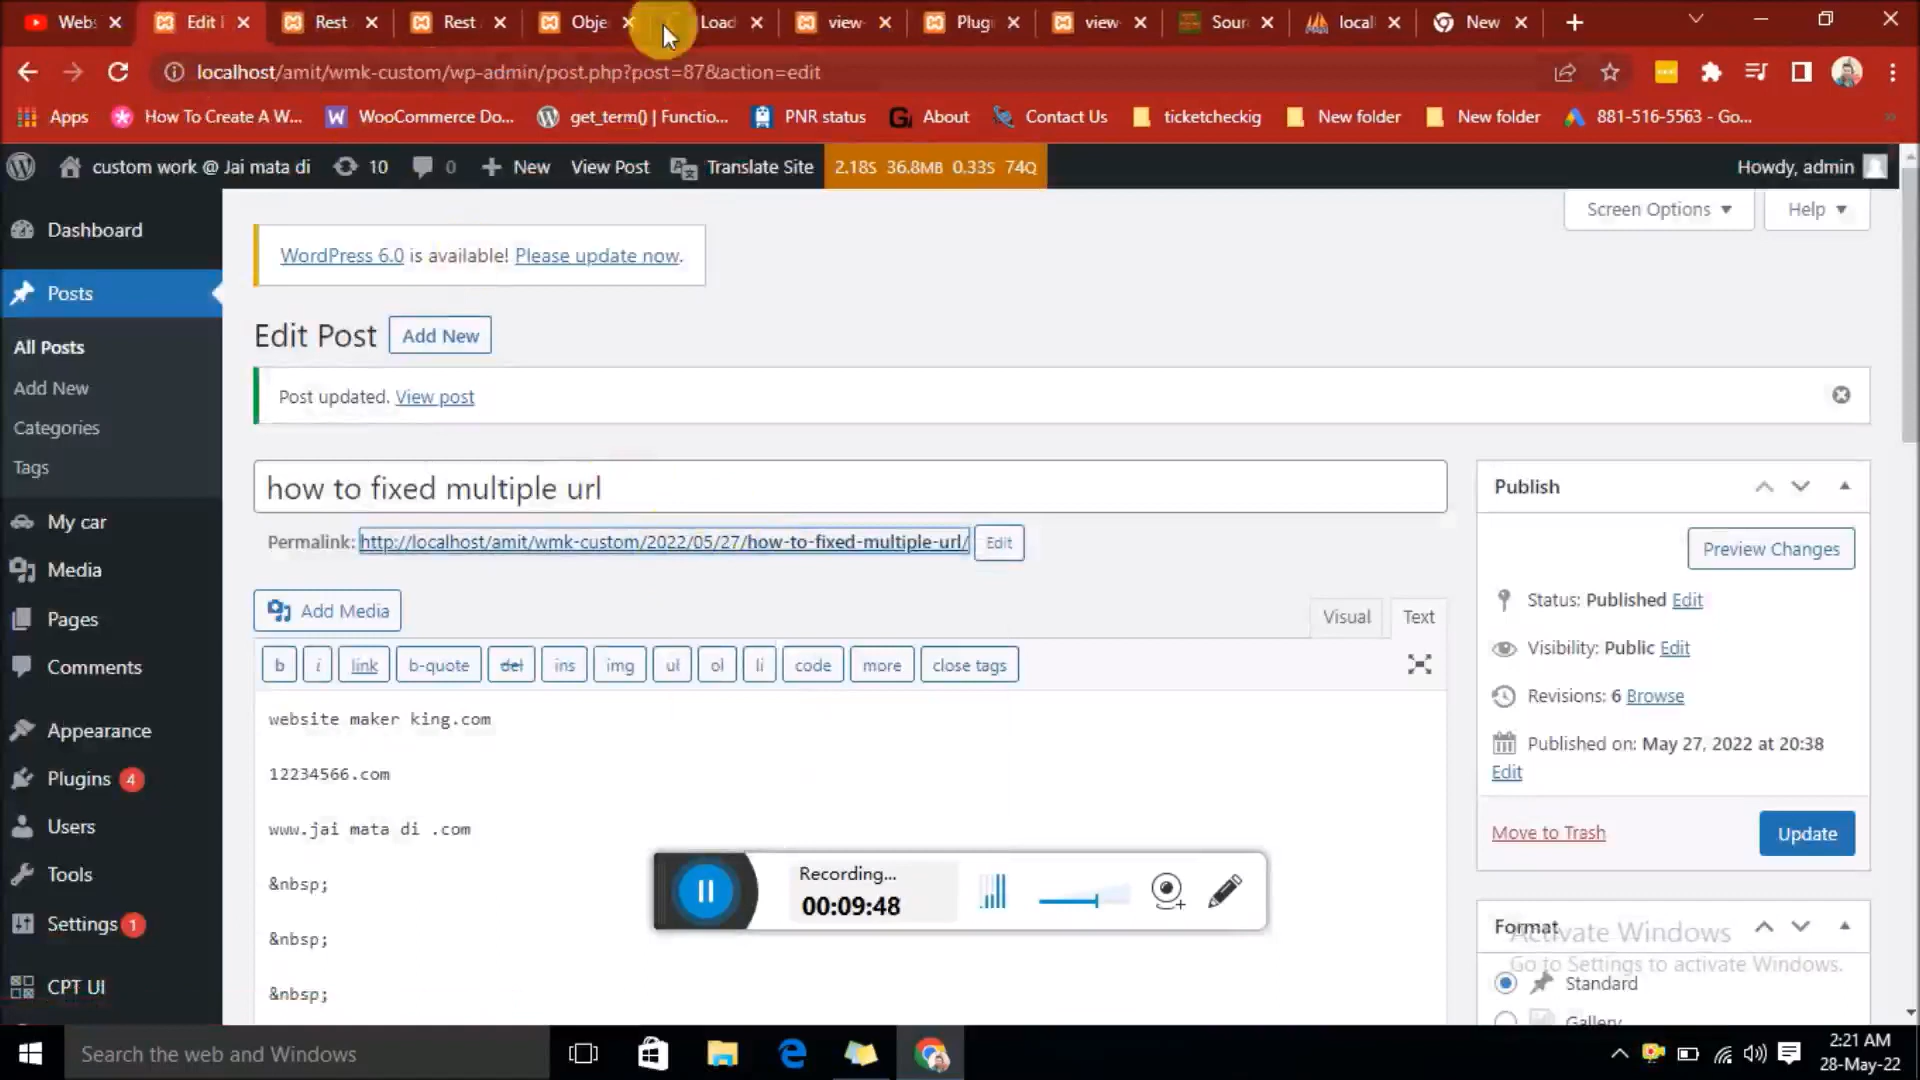 Webs
Edit
Rest
Rest
Obje
Load
view-
Plugi
view-
Sour
local
New
localhost/amit/wmk-custom/wp-admin/post.php?post=87&action=edit
Apps
How To Create A W...
WooCommerce Do...
get_term() | Functio...
PNR status
About
Contact Us
ticketcheckig
New folder
New folder
881-516-5563 - Go...
custom work @ Jai mata di
10
0
New
View Post
Translate Site
2.18S 36.8MB 0.33S 74Q
Howdy, admin
Dashboard
Posts
All Posts
Add New
Categories
Tags
My car
Media
Pages
Comments
Appearance
Plugins 4
Users
Tools
Settings 1
CPT UI
Screen Options
Help
WordPress 6.0 is available! Please update now.
Edit Post
Add New
Post updated. View post
how to fixed multiple url
Permalink: http://localhost/amit/wmk-custom/2022/05/27/how-to-fixed-multiple-url/
Edit
Add Media
Visual
Text
b
i
link
b-quote
del
ins
img
ul
ol
li
code
more
close tags
website maker king.com
12234566.com
www.jai mata di .com
&nbsp;
&nbsp;
&nbsp;
Publish
Preview Changes
Status: Published Edit
Visibility: Public Edit
Revisions: 6 Browse
Published on: May 27, 2022 at 20:38
Edit
Move to Trash
Update
Format
Standard
Gallery
Activate Windows
Go to Settings to activate Windows.
Recording...
00:09:48
Search the web and Windows
2:21 AM
28-May-22